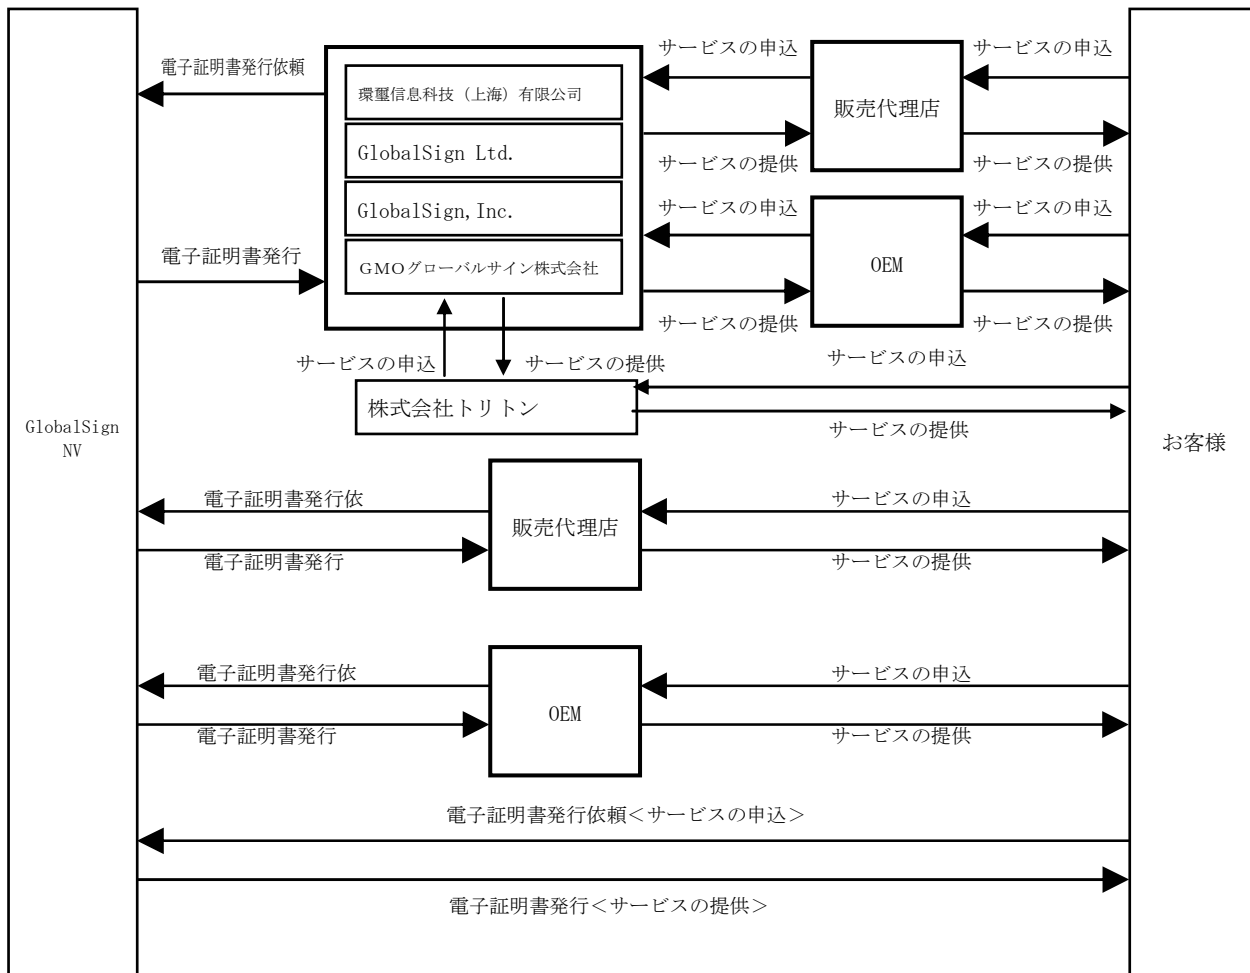 サービスの申込
サービスの申込
電子証明書発行依頼
環璽信息科技（上海）有限公司
販売代理店
GlobalSign Ltd.
サービスの提供
サービスの提供
GlobalSign,Inc.
サービスの申込
サービスの申込
電子証明書発行
ＧＭＯグローバルサイン株式会社
OEM
サービスの提供
サービスの提供
サービスの申込
サービスの提供
サービスの申込
株式会社トリトン
サービスの提供
GlobalSign
NV
お客様
電子証明書発行依
サービスの申込
販売代理店
電子証明書発行
サービスの提供
電子証明書発行依
サービスの申込
OEM
電子証明書発行
サービスの提供
電子証明書発行依頼＜サービスの申込＞
電子証明書発行＜サービスの提供＞